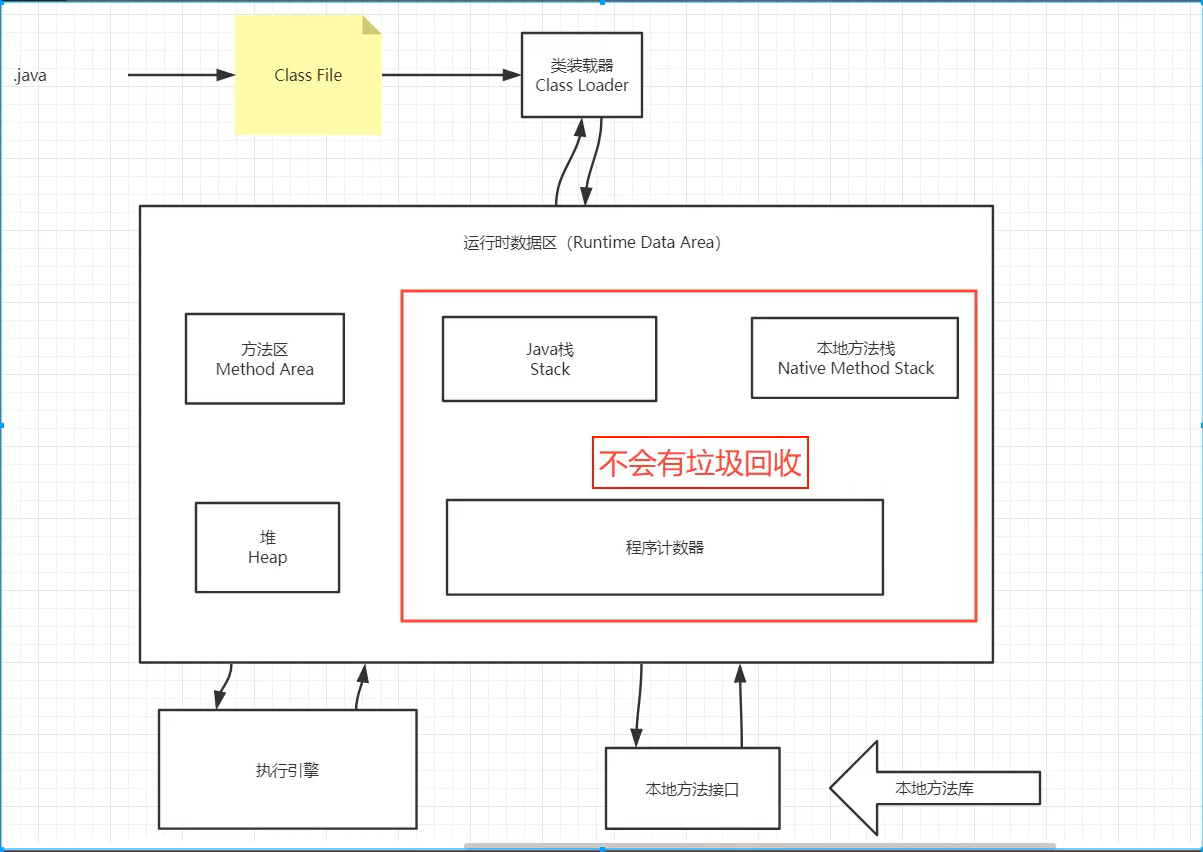 .java
Class File
类装载器
Class Loader
运行时数据区（Runtime Data Area）
方法区
Method Area
Java栈
Stack
本地方法栈
Native Method Stack
不会有垃圾回收
堆
Heap
程序计数器
执行引擎
本地方法接口
本地方法库